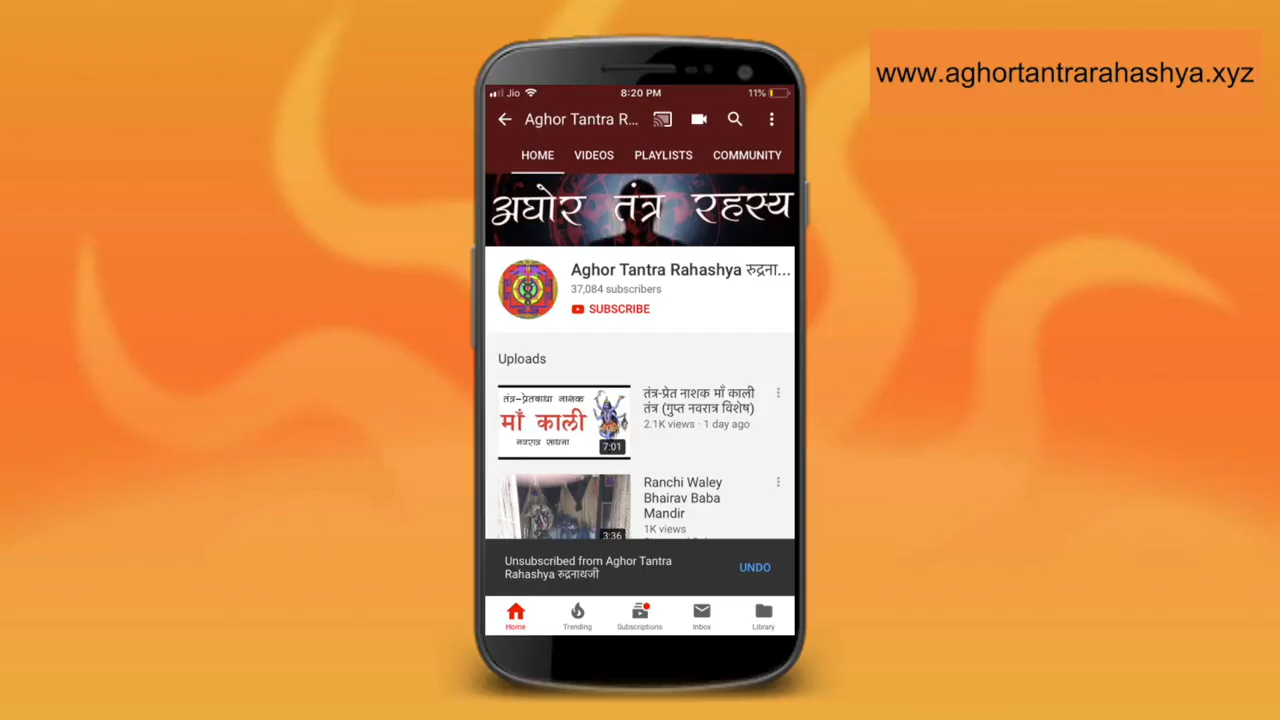 www.aghortantrarahashya.xyz
Jio 8:20 PM 11%
Aghor Tantra R...
HOME VIDEOS PLAYLISTS COMMUNITY
अघोर तंत्र रहस्य
Aghor Tantra Rahashya रुद्रना...
37,084 subscribers
SUBSCRIBE
Uploads
तंत्र-प्रेतबाधा नाशक
माँ काली
नवरात्र साधना
7:01
तंत्र-प्रेत नाशक माँ काली
तंत्र (गुप्त नवरात्र विशेष)
2.1K views · 1 day ago
Ranchi Waley
Bhairav Baba
Mandir
1K views
3:36
Unsubscribed from Aghor Tantra
Rahashya रुद्रनाथजी
UNDO
Home Trending Subscriptions Inbox Library